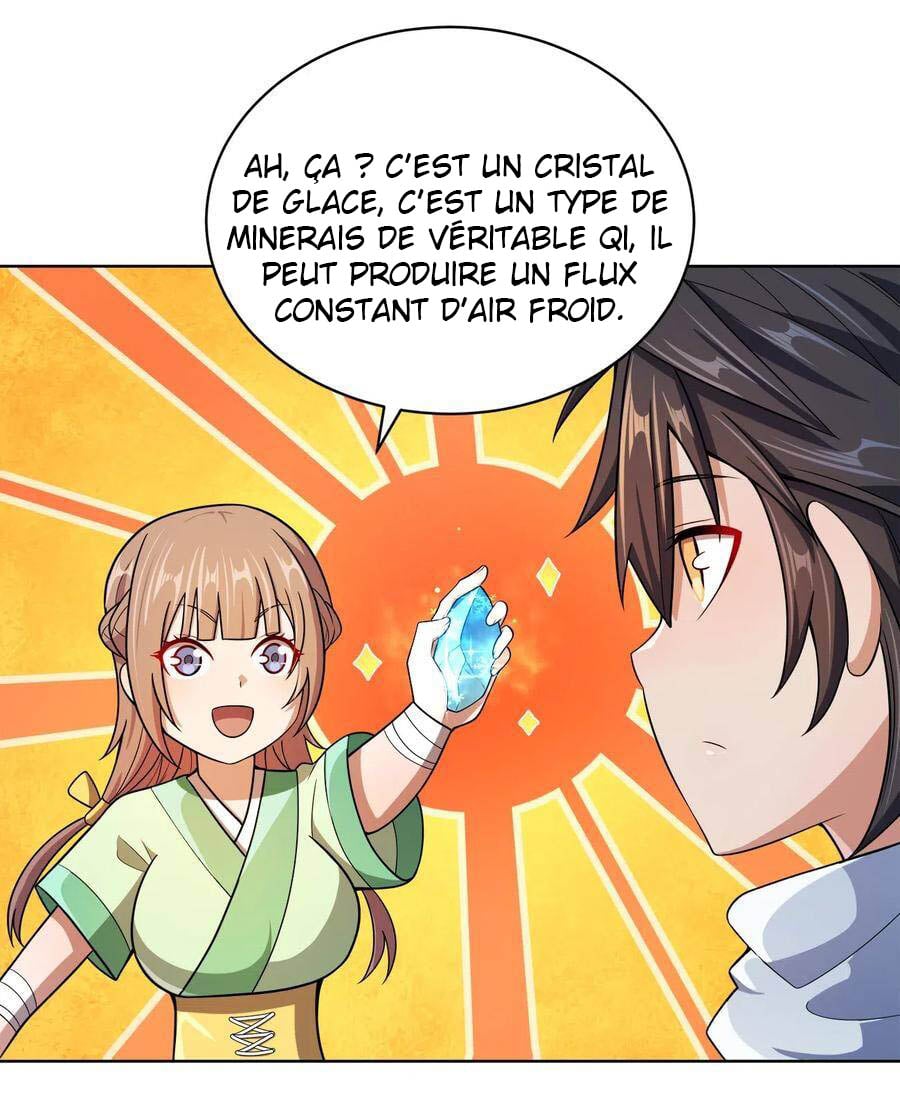 AH, ÇA ? C'EST UN CRISTAL
DE GLACE, C'EST UN TYPE DE
MINERAIS DE VÉRITABLE QI, IL
PEUT PRODUIRE UN FLUX
CONSTANT D'AIR FROID.